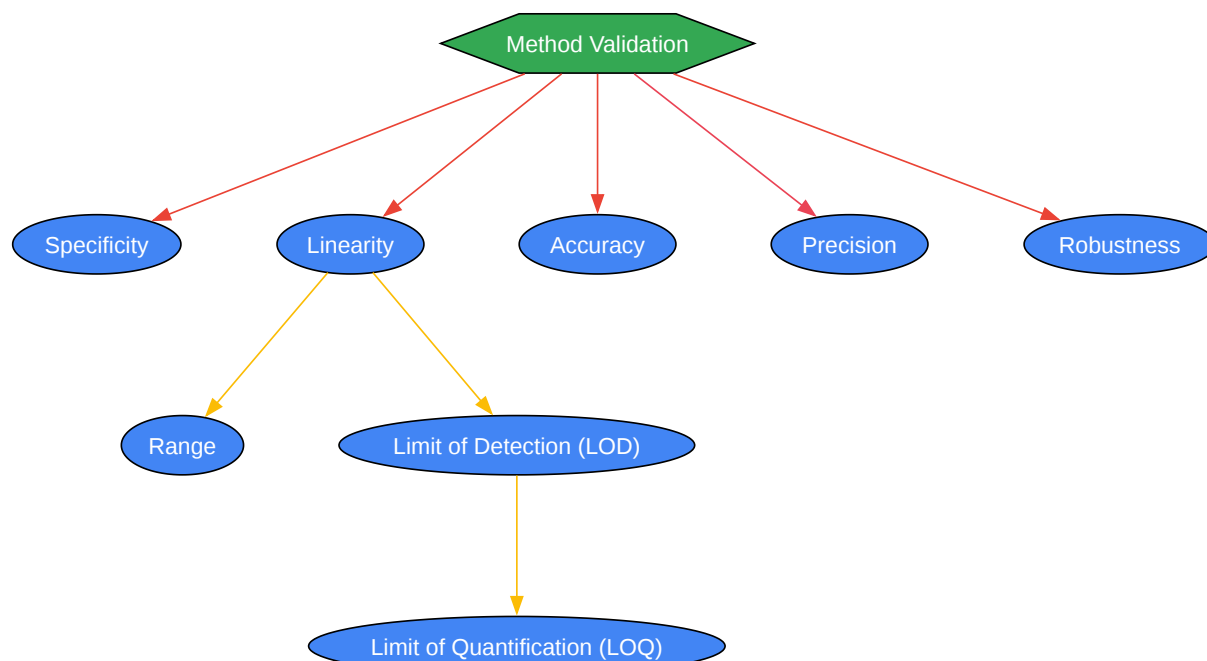 Method Validation
Specificity
Linearity
Accuracy
Precision
Robustness
Range
Limit of Detection (LOD)
Limit of Quantification (LOQ)